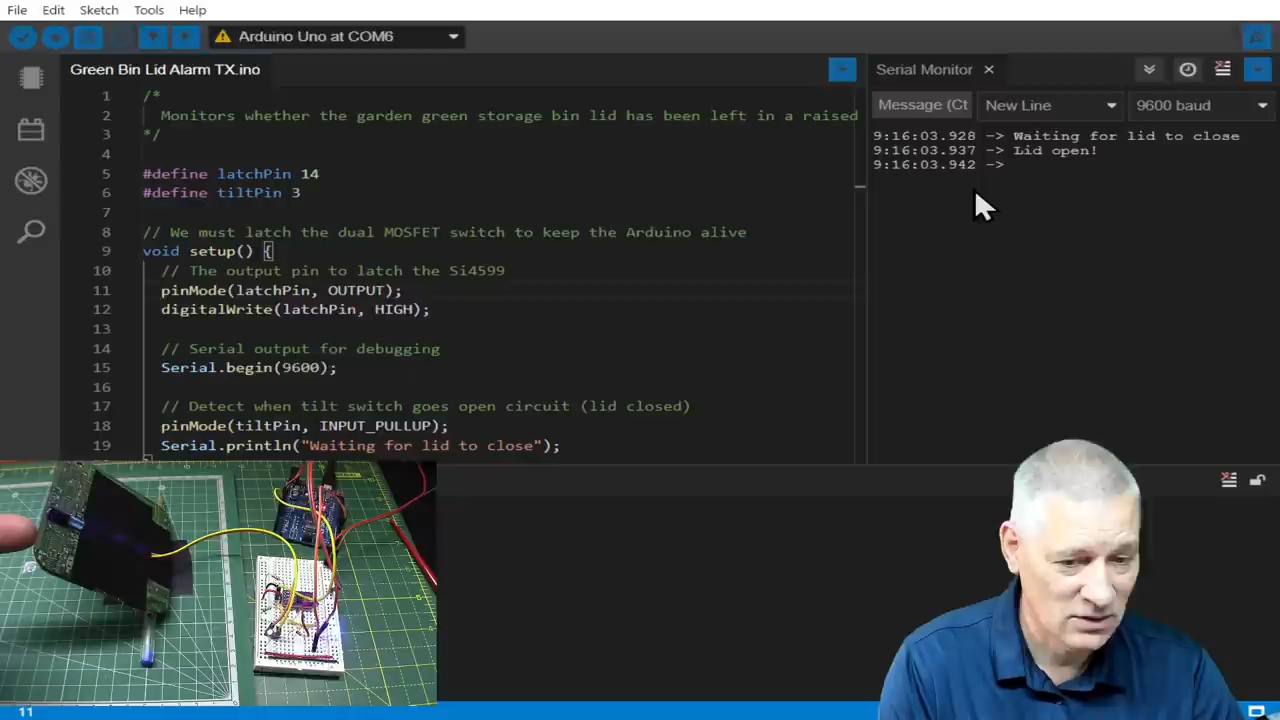 File Edit Sketch Tools Help
Arduino Uno at COM6
Green Bin Lid Alarm TX.ino
Serial Monitor
Message (Ct
New Line
9600 baud
1 /*
2 Monitors whether the garden green storage bin lid has been left in a raised
3 */
4
5 #define latchPin 14
6 #define tiltPin 3
7
8 // We must latch the dual MOSFET switch to keep the Arduino alive
9 void setup() {
10 // The output pin to latch the Si4599
11 pinMode(latchPin, OUTPUT);
12 digitalWrite(latchPin, HIGH);
13
14 // Serial output for debugging
15 Serial.begin(9600);
16
17 // Detect when tilt switch goes open circuit (lid closed)
18 pinMode(tiltPin, INPUT_PULLUP);
19 Serial.println("Waiting for lid to close");
9:16:03.928 -> Waiting for lid to close
9:16:03.937 -> Lid open!
9:16:03.942 ->
11